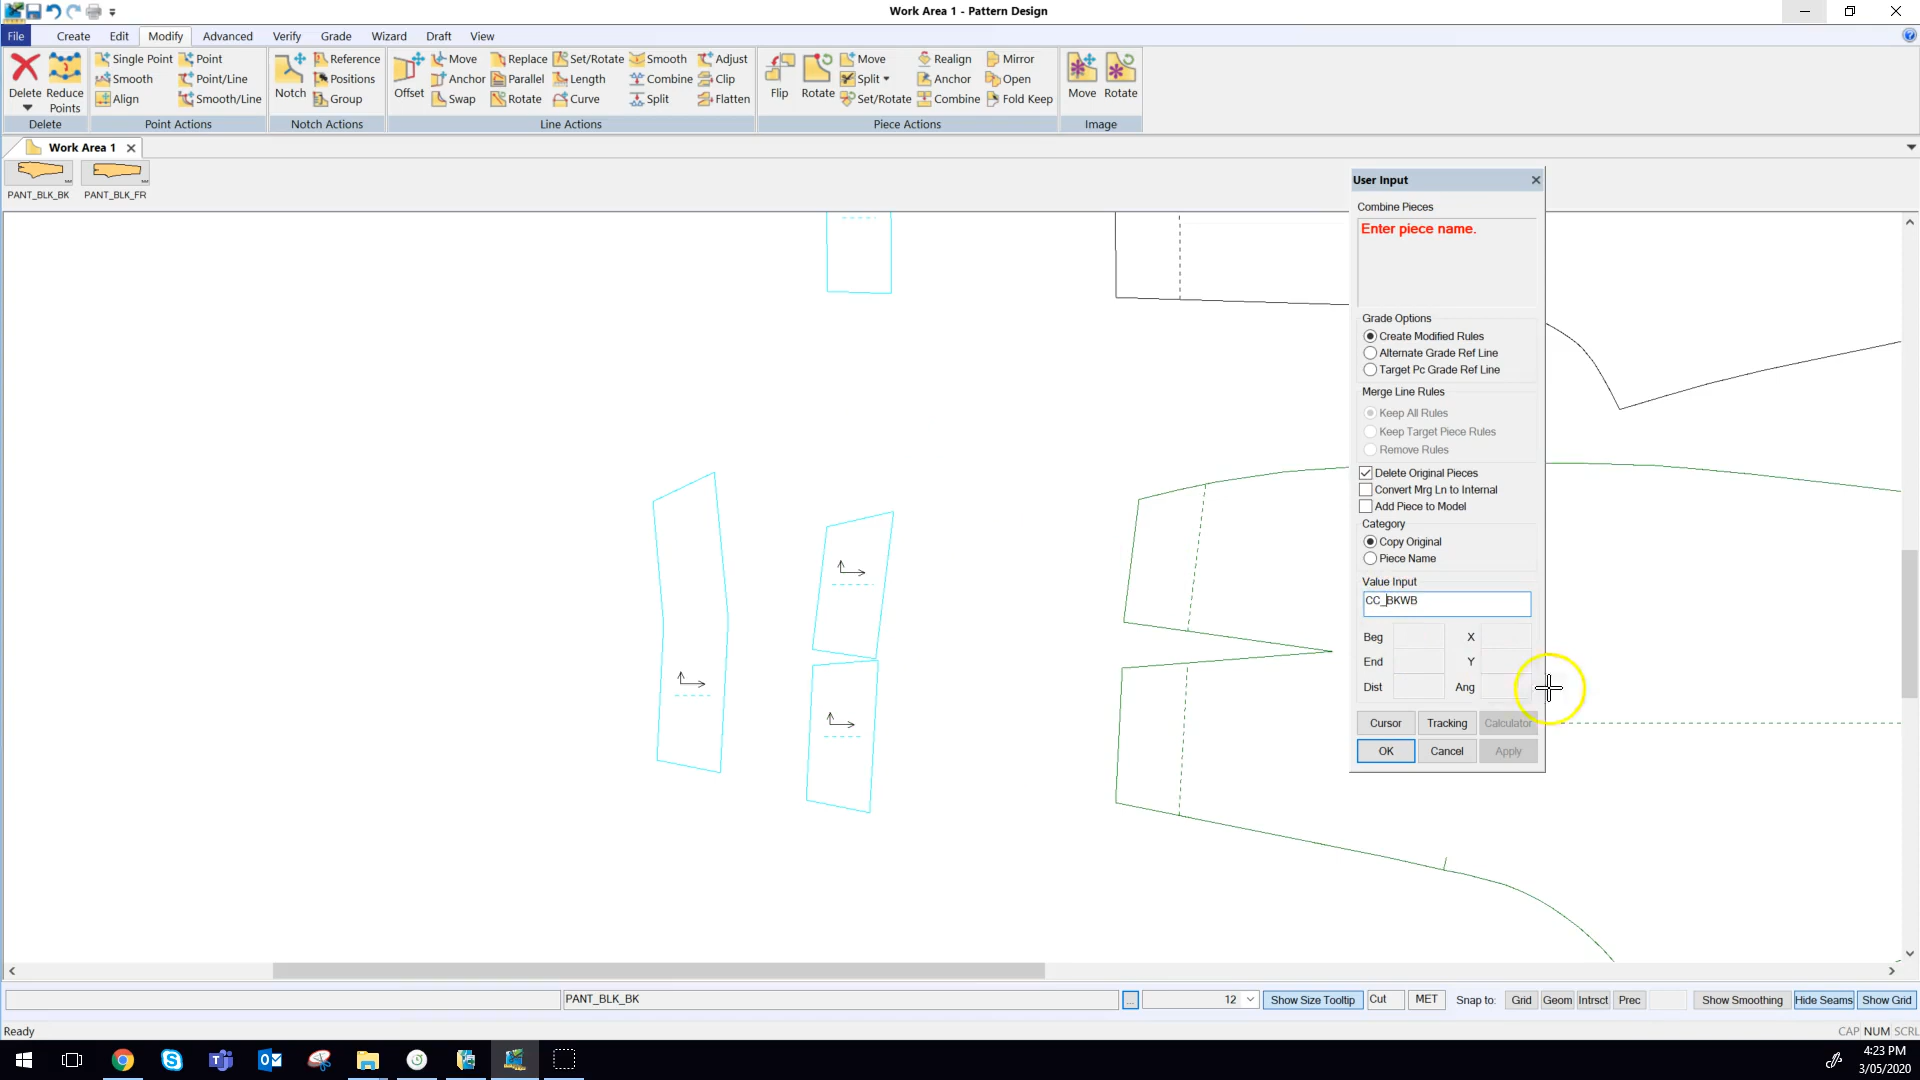 Work Area 1 - Pattern Design
File Create Edit Modify Advanced Verify Grade Wizard Draft View
Delete
Reduce Points
Single Point
Smooth
Align
Point
Point/Line
Smooth/Line
Notch
Reference
Positions
Group
Offset
Move
Anchor
Swap
Replace
Parallel
Rotate
Set/Rotate
Length
Curve
Smooth
Combine
Split
Adjust
Clip
Flatten
Flip
Rotate
Move
Split
Set/Rotate
Realign
Anchor
Combine
Mirror
Open
Fold Keep
Move
Rotate
Delete Point Actions Notch Actions Line Actions Piece Actions Image
Work Area 1
PANT_BLK_BK PANT_BLK_FR
User Input
Combine Pieces
Enter piece name.
Grade Options
Create Modified Rules
Alternate Grade Ref Line
Target Pc Grade Ref Line
Merge Line Rules
Keep All Rules
Keep Target Piece Rules
Remove Rules
Delete Original Pieces
Convert Mrg Ln to Internal
Add Piece to Model
Category
Copy Original
Piece Name
Value Input
CC_BKWB
Beg X
End Y
Dist Ang
Cursor Tracking Calculator
OK Cancel Apply
PANT_BLK_BK ... 12 Show Size Tooltip Cut MET Snap to: Grid Geom Intrsct Prec Show Smoothing Hide Seams Show Grid
Ready CAP NUM SCRL
4:23 PM
3/05/2020